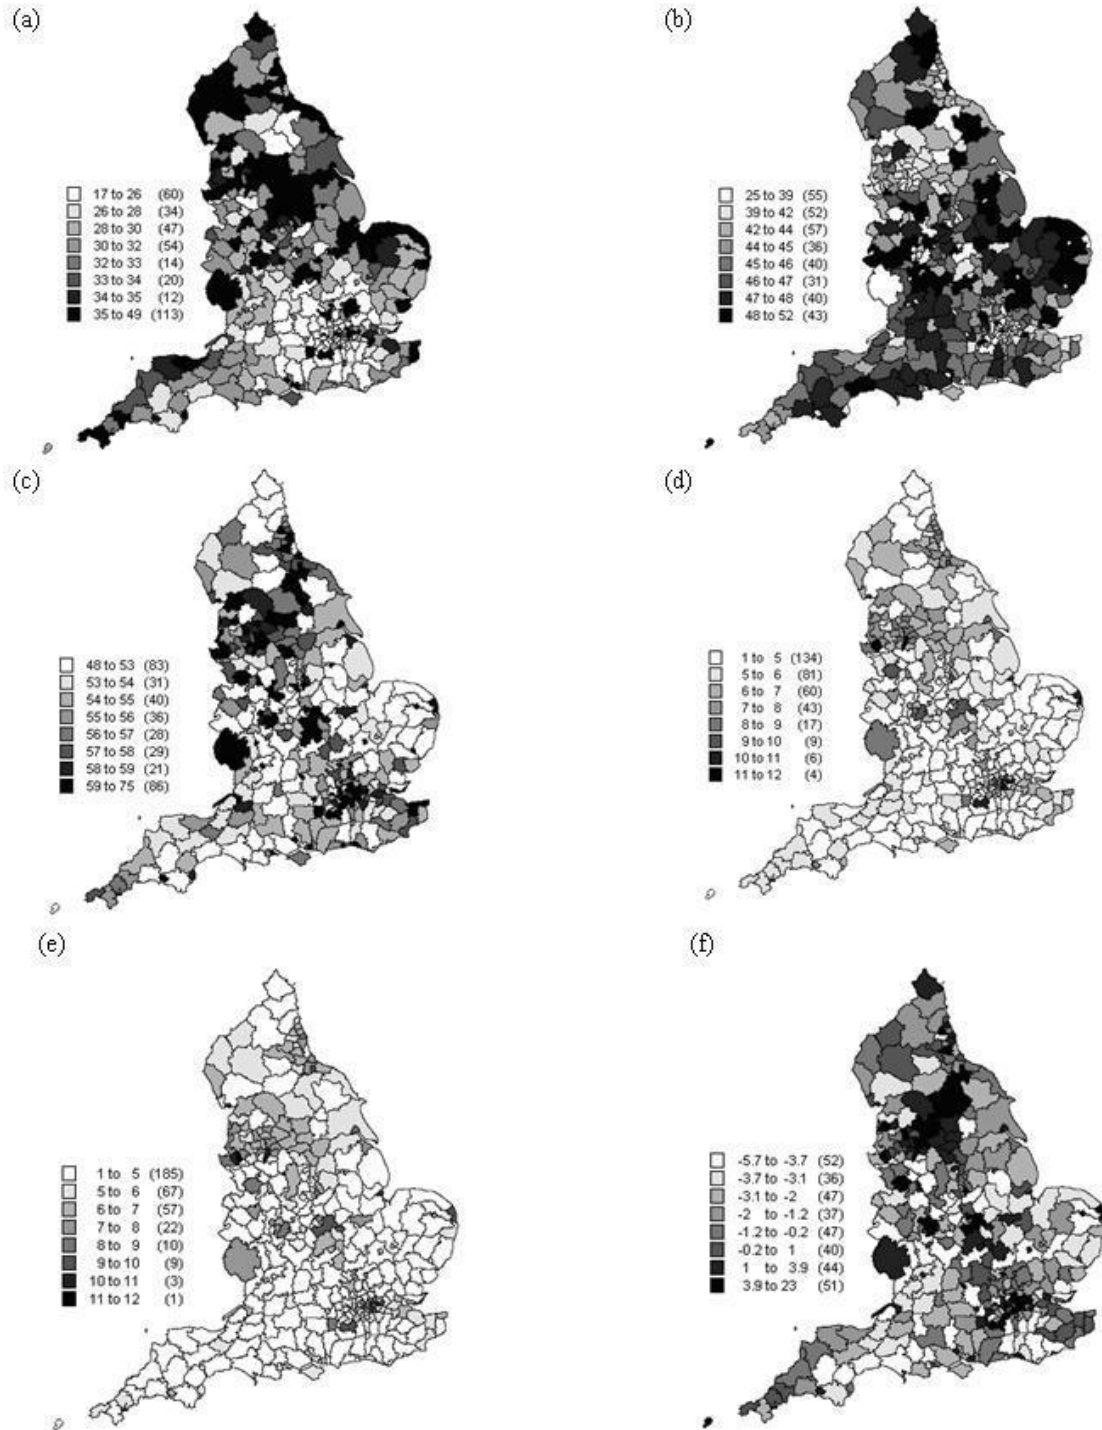 (a)
17 to 26 (60)
26 to 28 (34)
28 to 30 (47)
30 to 32 (54)
32 to 33 (14)
33 to 34 (20)
34 to 35 (12)
35 to 49 (113)
(b)
25 to 39 (55)
39 to 42 (52)
42 to 44 (57)
44 to 45 (36)
45 to 46 (40)
46 to 47 (31)
47 to 48 (40)
48 to 52 (43)
(c)
48 to 53 (83)
53 to 54 (31)
54 to 55 (40)
55 to 56 (36)
56 to 57 (28)
57 to 58 (29)
58 to 59 (21)
59 to 75 (86)
(d)
1 to 5 (134)
5 to 6 (81)
6 to 7 (60)
7 to 8 (43)
8 to 9 (17)
9 to 10 (9)
10 to 11 (6)
11 to 12 (4)
(e)
1 to 5 (185)
5 to 6 (67)
6 to 7 (57)
7 to 8 (22)
8 to 9 (10)
9 to 10 (9)
10 to 11 (3)
11 to 12 (1)
(f)
-5.7 to -3.7 (52)
-3.7 to -3.1 (36)
-3.1 to -2 (47)
-2 to -1.2 (37)
-1.2 to -0.2 (47)
-0.2 to 1 (40)
1 to 3.9 (44)
3.9 to 23 (51)